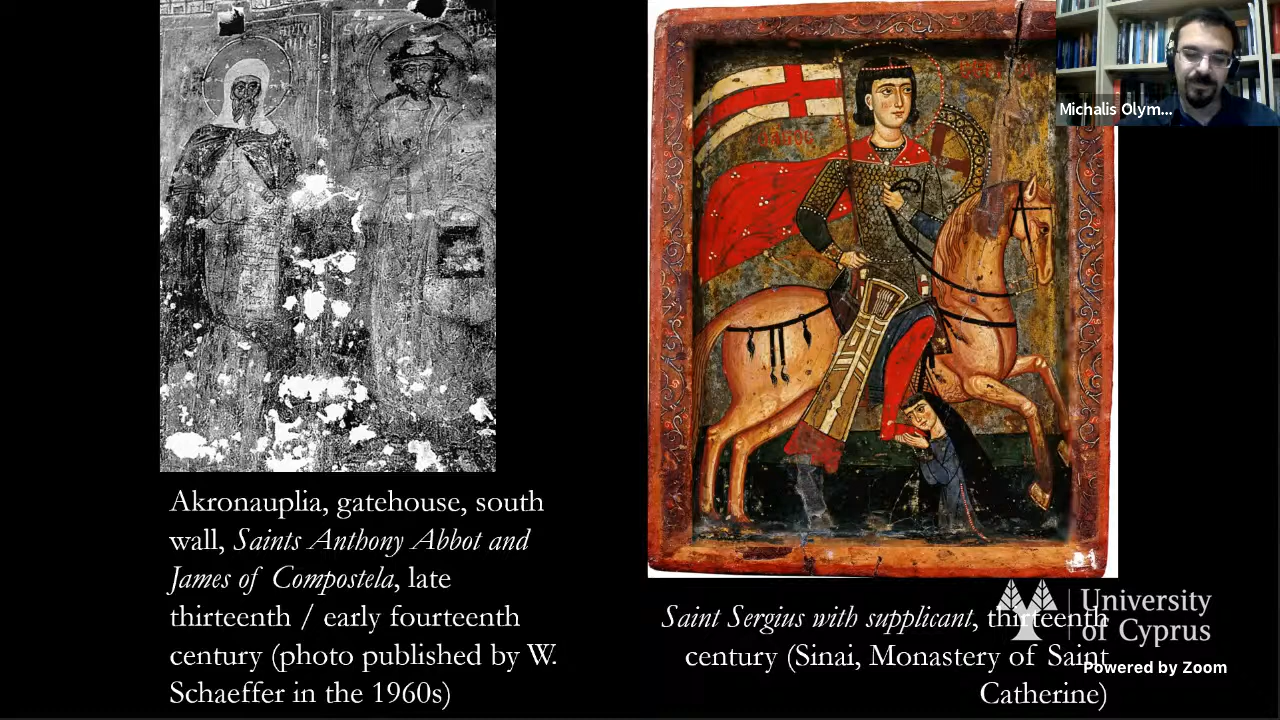 Akronauplia, gatehouse, south
wall, Saints Anthony Abbot and
James of Compostela, late
thirteenth / early fourteenth
century (photo published by W.
Schaeffer in the 1960s)
Saint Sergius with supplicant, thirteenth
century (Sinai, Monastery of Saint
Catherine)
Michalis Olym...
University
of Cyprus
Powered by Zoom